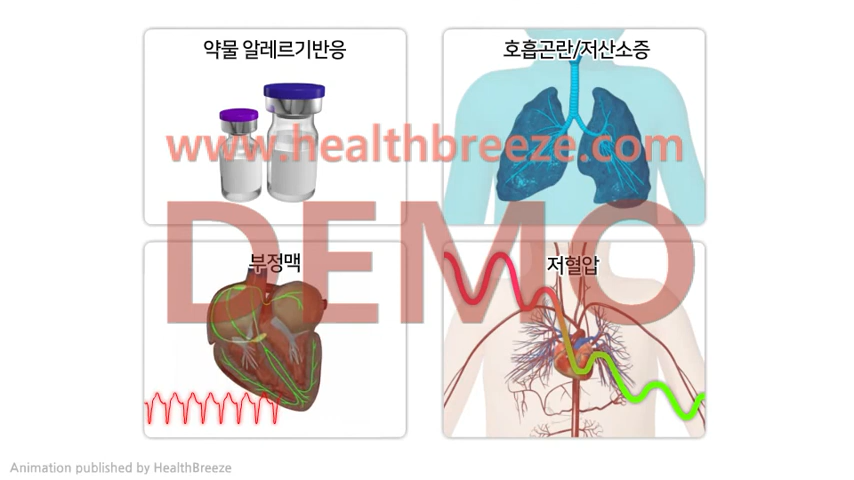 약물 알레르기반응
호흡곤란/저산소증
www.healthbreeze.com
DEMO
부정맥
저혈압
Animation published by HealthBreeze